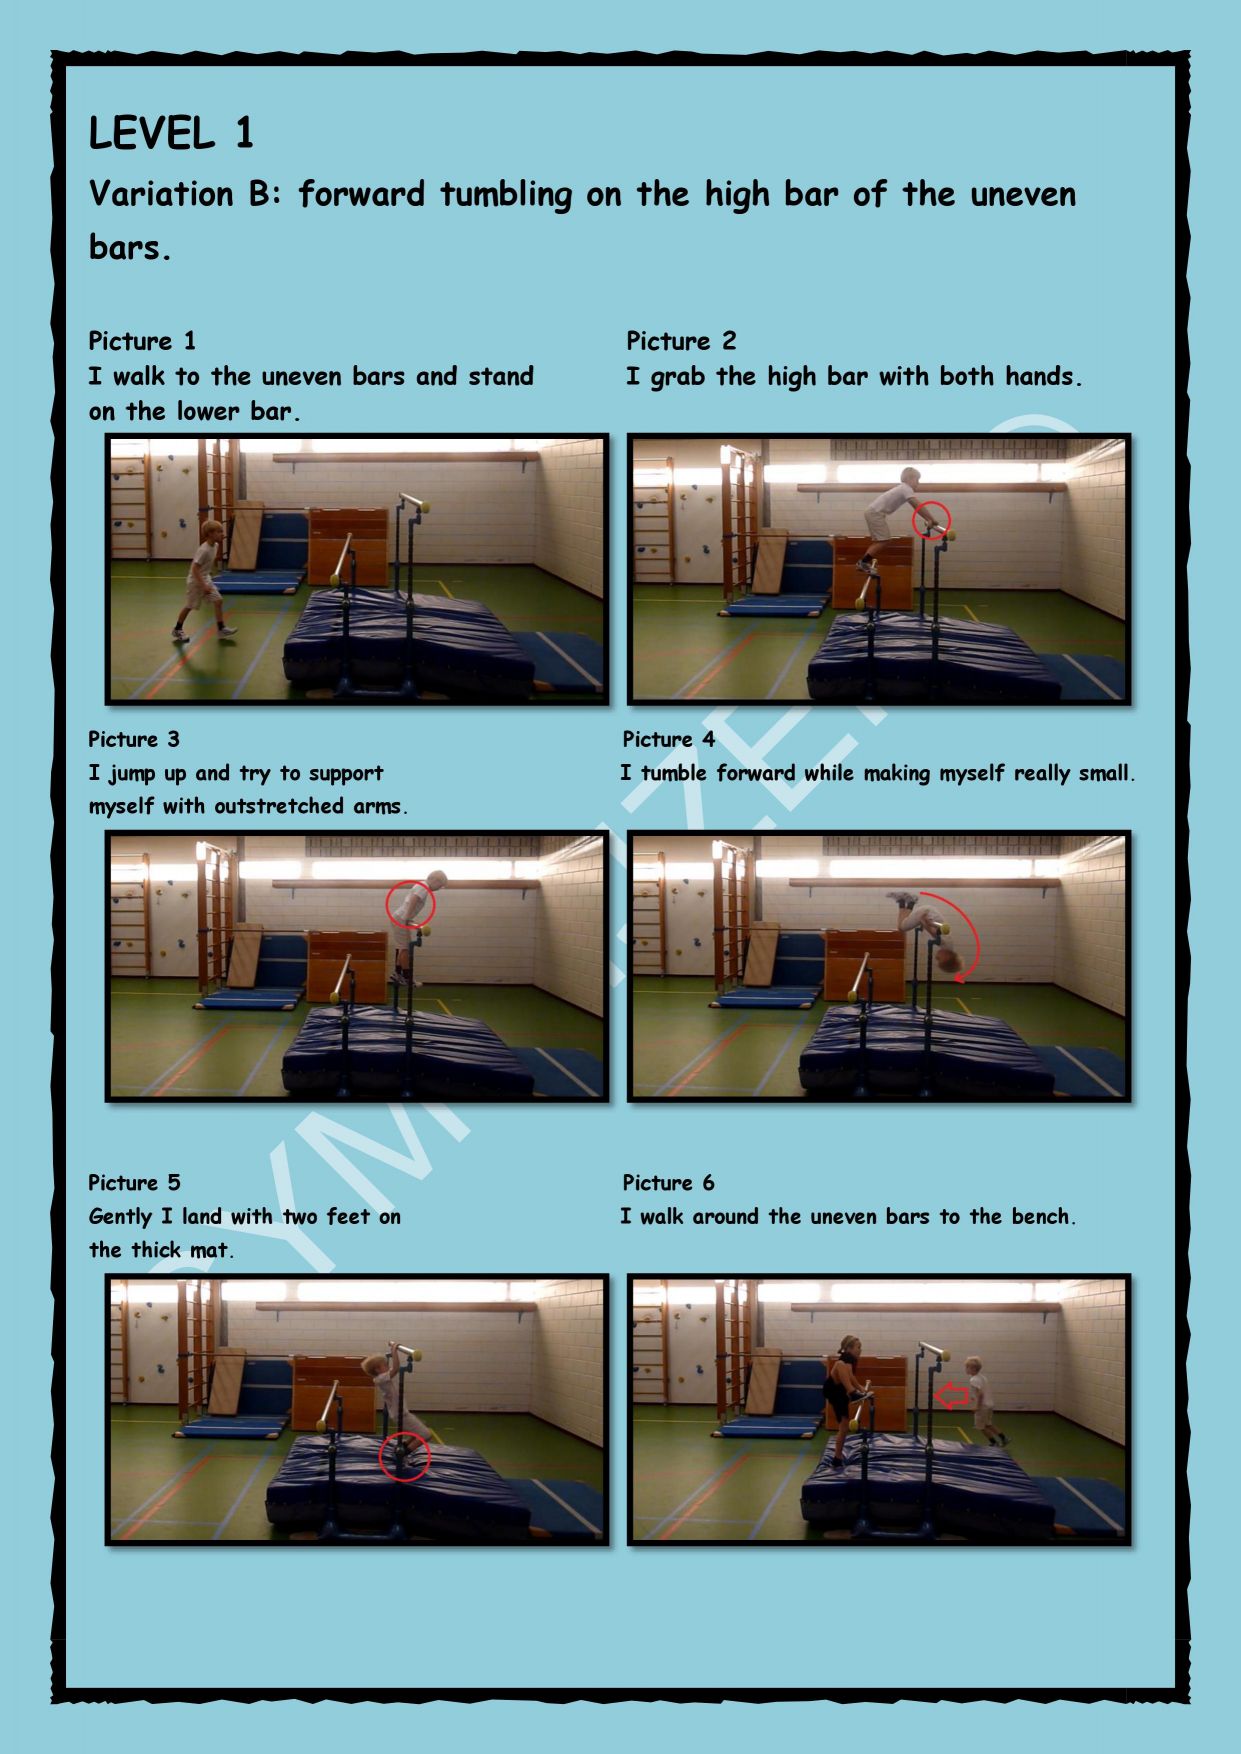 LEVEL 1
Variation B: forward tumbling on the high bar of the uneven
bars.
Picture 1
I walk to the uneven bars and stand
on the lower bar.
Picture 2
I grab the high bar with both hands.
Picture 3
I jump up and try to support
myself with outstretched arms.
Picture 4
I tumble forward while making myself really small.
Picture 5
Gently I land with two feet on
the thick mat.
Picture 6
I walk around the uneven bars to the bench.